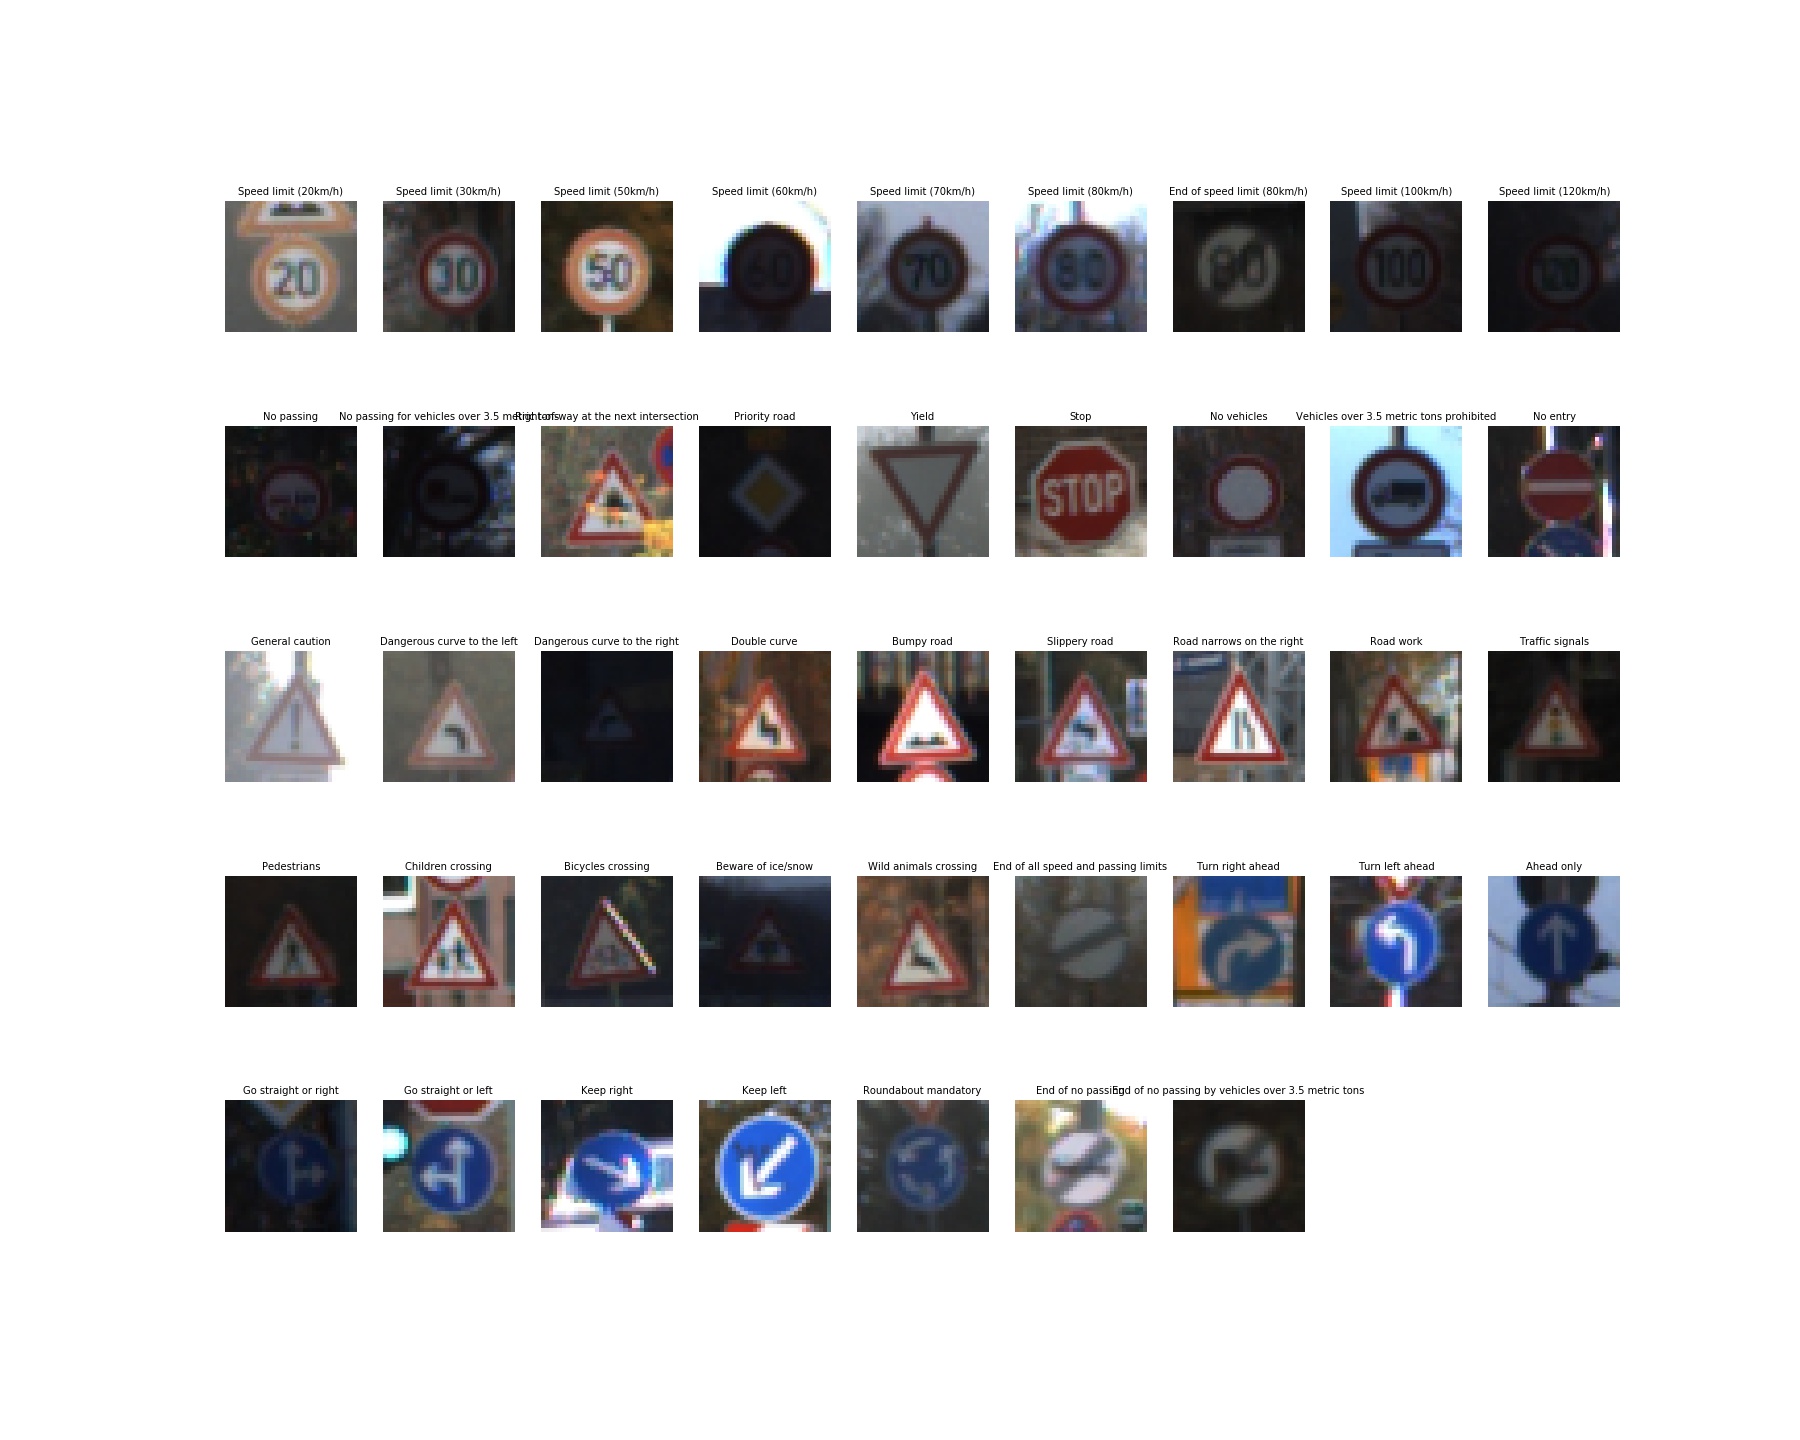 Speed limit (20km/h) Speed limit (30km/h) Speed limit (50km/h) Speed limit (60km/h) Speed limit (70km/h) Speed limit (80km/h) End of speed limit (80km/h) Speed limit (100km/h) Speed limit (120km/h)
20 30 50 60 70 80 80 100 120
No passing No passing for vehicles over 3.5 metric tons Right-of-way at the next intersection Priority road Yield Stop No vehicles Vehicles over 3.5 metric tons prohibited No entry
STOP
General caution Dangerous curve to the left Dangerous curve to the right Double curve Bumpy road Slippery road Road narrows on the right Road work Traffic signals
Pedestrians Children crossing Bicycles crossing Beware of ice/snow Wild animals crossing End of all speed and passing limits Turn right ahead Turn left ahead Ahead only
Go straight or right Go straight or left Keep right Keep left Roundabout mandatory End of no passing End of no passing by vehicles over 3.5 metric tons